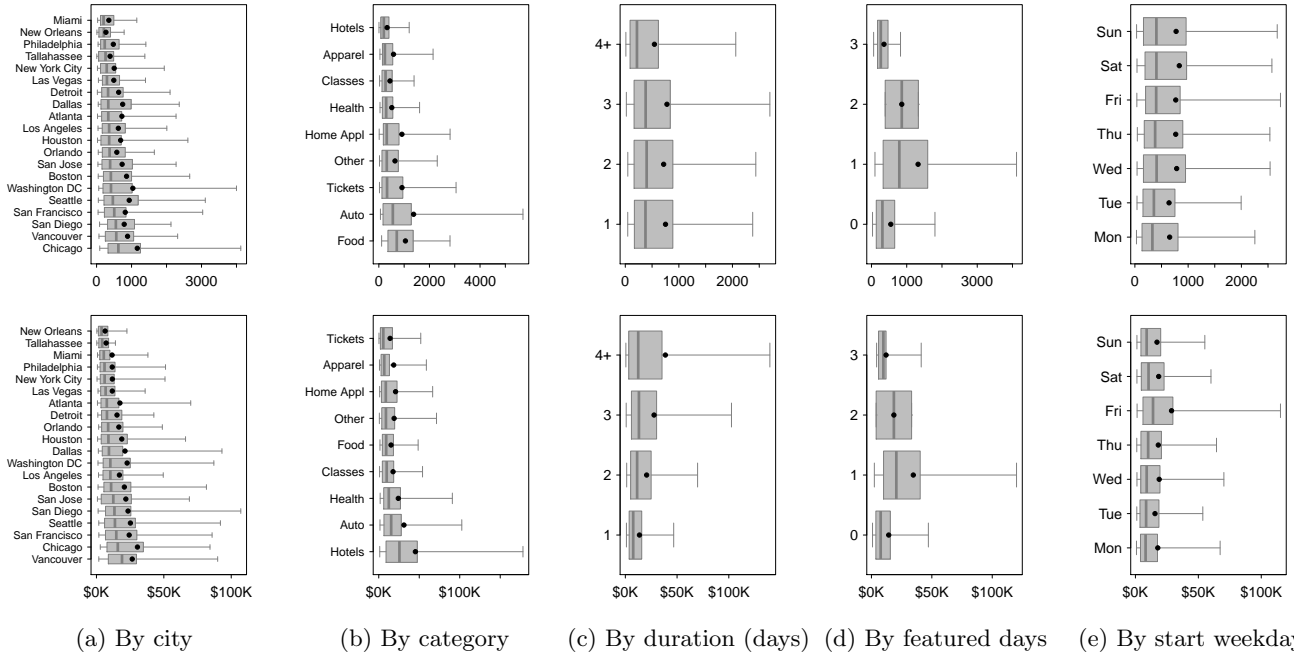 Miami
New Orleans
Philadelphia
Tallahassee
New York City
Las Vegas
Detroit
Dallas
Atlanta
Los Angeles
Houston
Orlando
San Jose
Boston
Washington DC
Seattle
San Francisco
San Diego
Vancouver
Chicago
0 1000 3000
Hotels
Apparel
Classes
Health
Home Appl
Other
Tickets
Auto
Food
0 2000 4000
4+
3
2
1
0 1000 2000
3
2
1
0
0 1000 3000
Sun
Sat
Fri
Thu
Wed
Tue
Mon
0 1000 2000
New Orleans
Tallahassee
Miami
Philadelphia
New York City
Las Vegas
Atlanta
Detroit
Orlando
Houston
Dallas
Washington DC
Los Angeles
Boston
San Jose
San Diego
Seattle
San Francisco
Chicago
Vancouver
$0K $50K $100K
Tickets
Apparel
Home Appl
Other
Food
Classes
Health
Auto
Hotels
$0K $100K
4+
3
2
1
$0K $50K $100K
3
2
1
0
$0K $50K $100K
Sun
Sat
Fri
Thu
Wed
Tue
Mon
$0K $50K $100K
(a) By city (b) By category (c) By duration (days) (d) By featured days (e) By start weekday